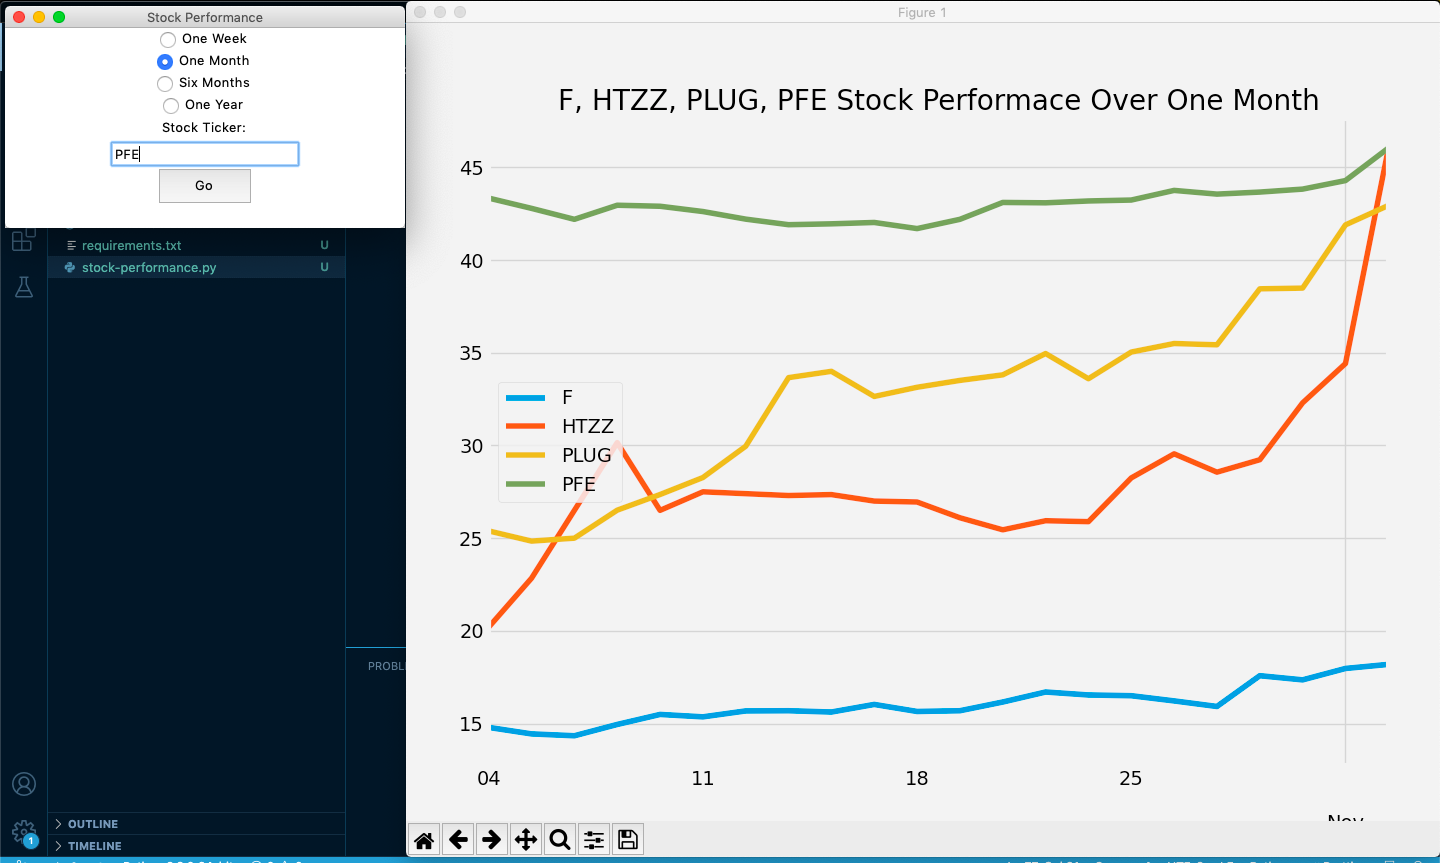 Stock Performance
One Week
One Month
Six Months
One Year
Stock Ticker:
PFE
Go
requirements.txt U
stock-performance.py U
PROBL
OUTLINE
TIMELINE
1
Figure 1
F, HTZZ, PLUG, PFE Stock Performace Over One Month
45
40
35
30
25
20
15
F
HTZZ
PLUG
PFE
04 11 18 25
Nov